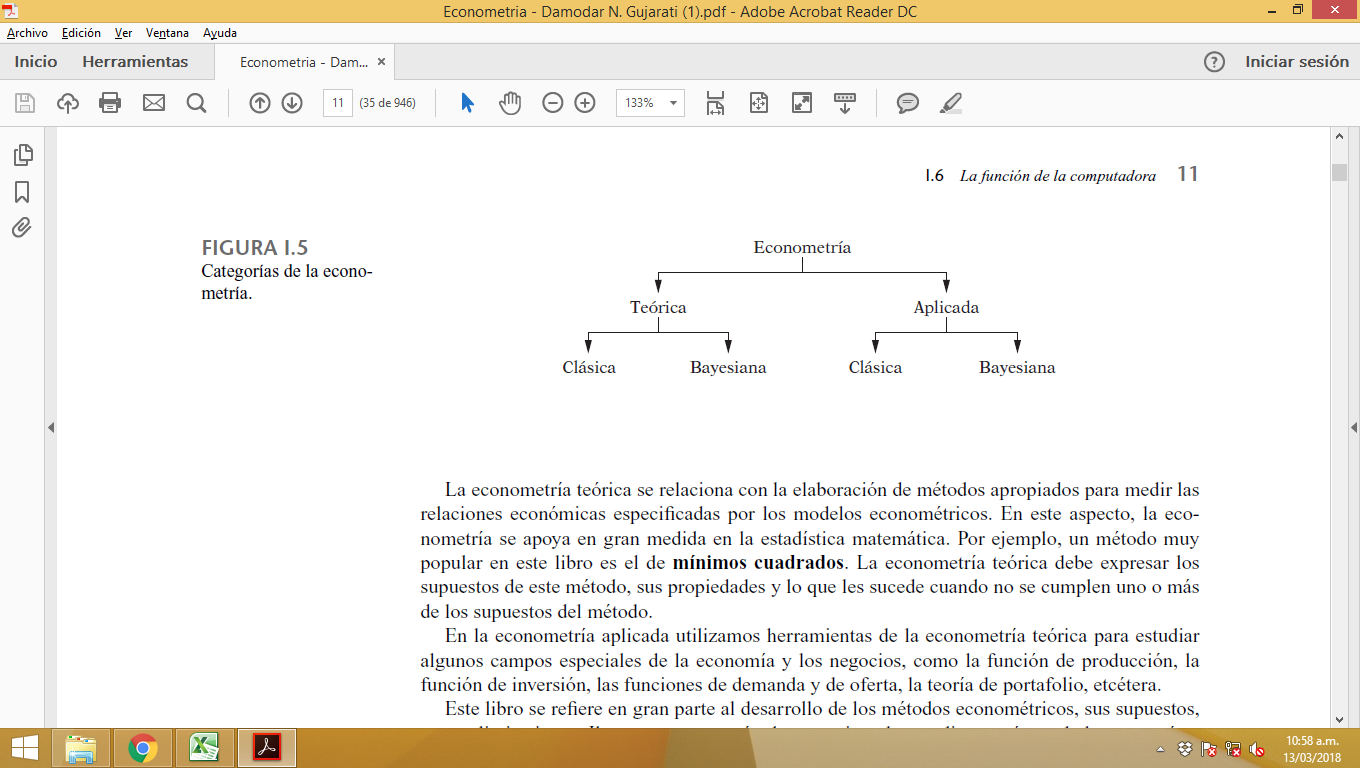 Econometria - Damodar N. Gujarati (1).pdf - Adobe Acrobat Reader DC
Archivo Edición Ver Ventana Ayuda
Inicio Herramientas Econometria - Dam... × Iniciar sesión
11 (35 de 946) 133%
I.6 La función de la computadora 11
FIGURA I.5
Categorías de la econo-
metría.
Econometría
Teórica Aplicada
Clásica Bayesiana Clásica Bayesiana
La econometría teórica se relaciona con la elaboración de métodos apropiados para medir las
relaciones económicas especificadas por los modelos econométricos. En este aspecto, la eco-
nometría se apoya en gran medida en la estadística matemática. Por ejemplo, un método muy
popular en este libro es el de mínimos cuadrados. La econometría teórica debe expresar los
supuestos de este método, sus propiedades y lo que les sucede cuando no se cumplen uno o más
de los supuestos del método.
En la econometría aplicada utilizamos herramientas de la econometría teórica para estudiar
algunos campos especiales de la economía y los negocios, como la función de producción, la
función de inversión, las funciones de demanda y de oferta, la teoría de portafolio, etcétera.
Este libro se refiere en gran parte al desarrollo de los métodos econométricos, sus supuestos,
10:58 a.m.
13/03/2018